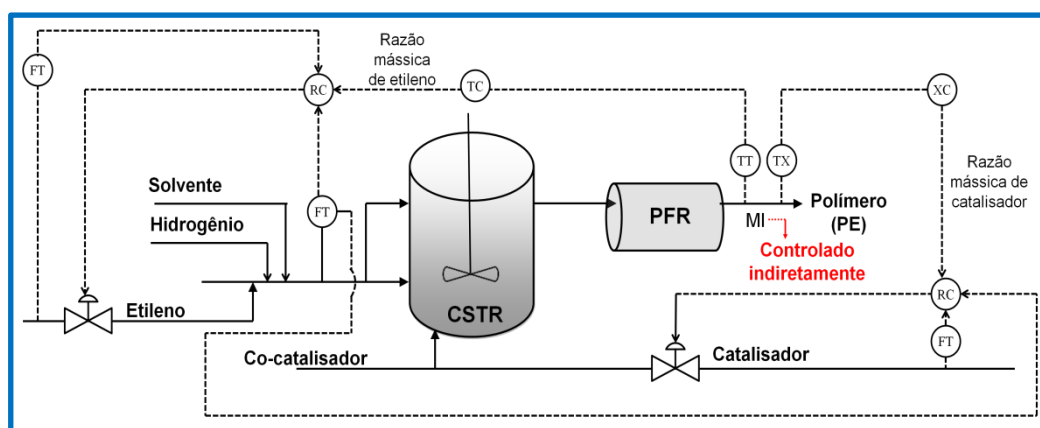 Razão
mássica
de etileno
FT
RC
TC
TT
TX
XC
Solvente
Hidrogênio
FT
Razão
mássica de
catalisador
PFR
Polímero
(PE)
MI
Controlado
indiretamente
Etileno
CSTR
RC
Co-catalisador
Catalisador
FT